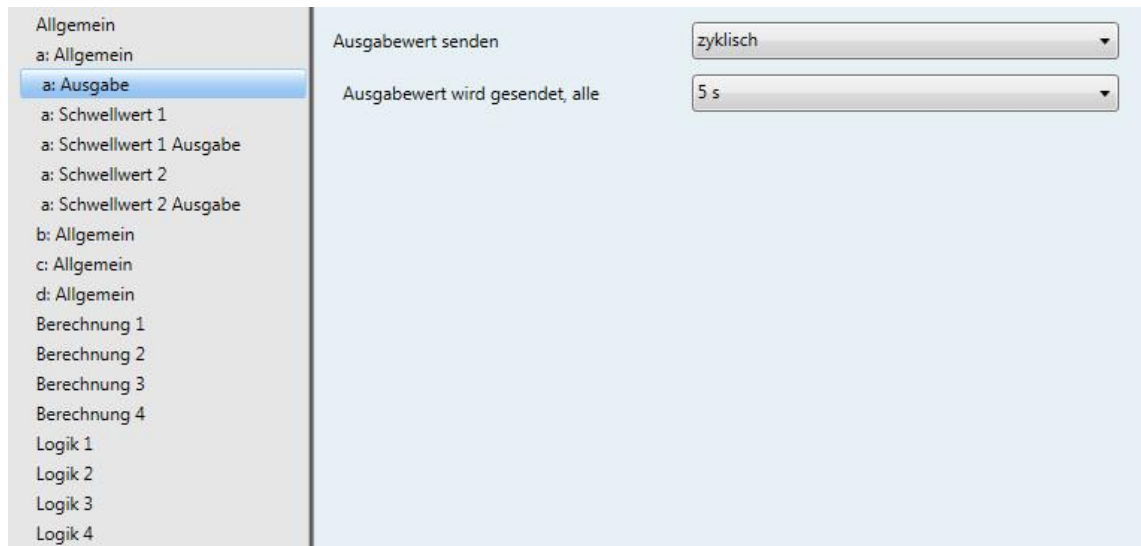 Allgemein
a: Allgemein
a: Ausgabe
a: Schwellwert 1
a: Schwellwert 1 Ausgabe
a: Schwellwert 2
a: Schwellwert 2 Ausgabe
b: Allgemein
c: Allgemein
d: Allgemein
Berechnung 1
Berechnung 2
Berechnung 3
Berechnung 4
Logik 1
Logik 2
Logik 3
Logik 4
Ausgabewert senden zyklisch
Ausgabewert wird gesendet, alle 5 s